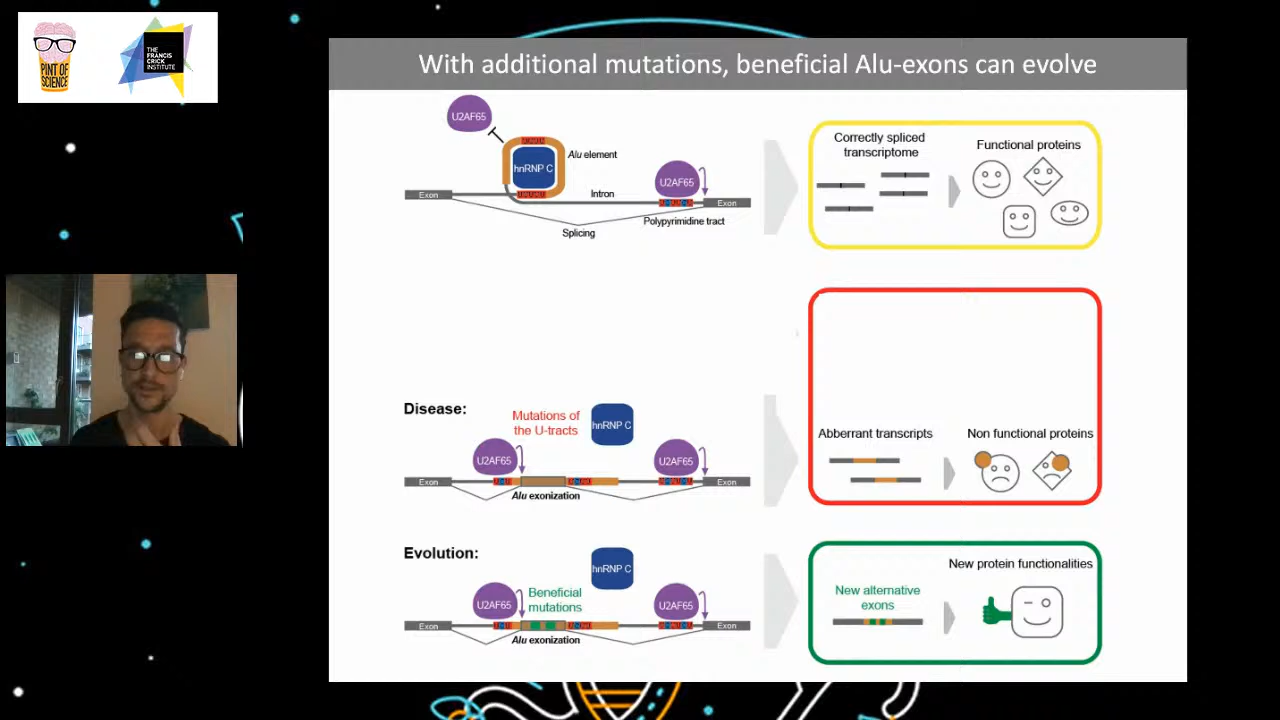 PINT OF
SCIENCE
THE
FRANCIS
CRICK
INSTITUTE
With additional mutations, beneficial Alu-exons can evolve
U2AF65
hnRNP C
Alu element
U2AF65
Exon
Intron
Exon
Polypyrimidine tract
Splicing
Correctly spliced
transcriptome
Functional proteins
Disease:
Mutations of
the U-tracts
hnRNP C
U2AF65
U2AF65
Exon
Exon
Alu exonization
Abberrant transcripts
Non functional proteins
Evolution:
hnRNP C
Beneficial
mutations
U2AF65
U2AF65
Exon
Exon
Alu exonization
New protein functionalities
New alternative
exons